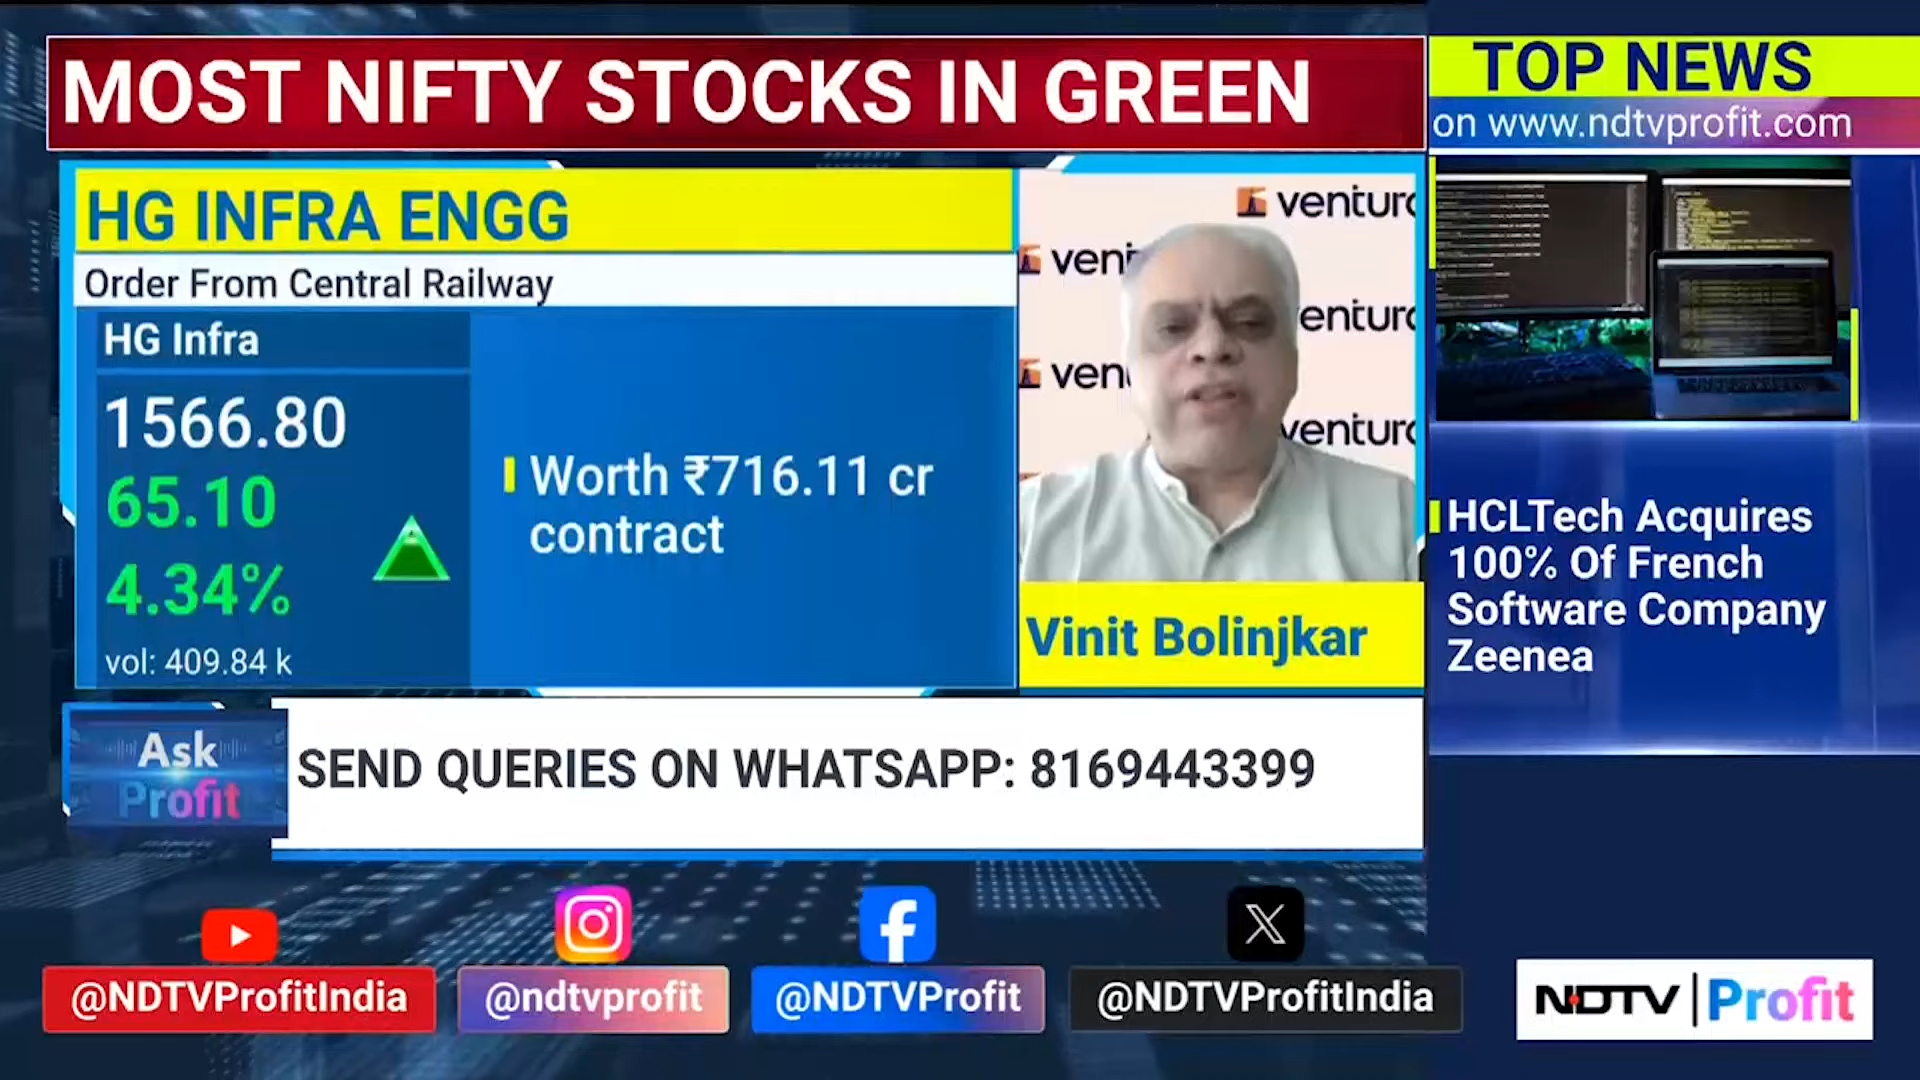 MOST NIFTY STOCKS IN GREEN
TOP NEWS
on www.ndtvprofit.com
HG INFRA ENGG
Order From Central Railway
HG Infra
1566.80
65.10
4.34%
vol: 409.84 k
Worth ₹716.11 cr
contract
ventura
Vinit Bolinjkar
HCLTech Acquires
100% Of French
Software Company
Zeenea
Ask
Profit
SEND QUERIES ON WHATSAPP: 8169443399
@NDTVProfitIndia
@ndtvprofit
@NDTVProfit
@NDTVProfitIndia
NDTV Profit